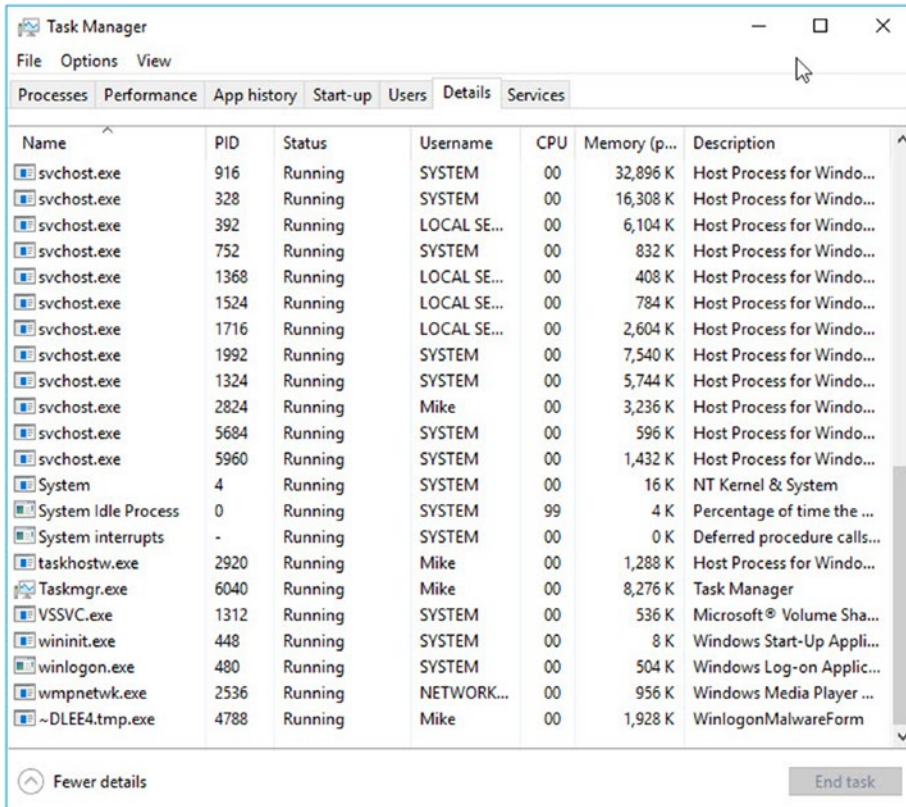 Task Manager
File Options View
Processes Performance App history Start-up Users Details Services
Name PID Status Username CPU Memory (p... Description
svchost.exe 916 Running SYSTEM 00 32,896 K Host Process for Windo...
svchost.exe 328 Running SYSTEM 00 16,308 K Host Process for Windo...
svchost.exe 392 Running LOCAL SE... 00 6,104 K Host Process for Windo...
svchost.exe 752 Running SYSTEM 00 832 K Host Process for Windo...
svchost.exe 1368 Running LOCAL SE... 00 408 K Host Process for Windo...
svchost.exe 1524 Running LOCAL SE... 00 784 K Host Process for Windo...
svchost.exe 1716 Running LOCAL SE... 00 2,604 K Host Process for Windo...
svchost.exe 1992 Running SYSTEM 00 7,540 K Host Process for Windo...
svchost.exe 1324 Running SYSTEM 00 5,744 K Host Process for Windo...
svchost.exe 2824 Running Mike 00 3,236 K Host Process for Windo...
svchost.exe 5684 Running SYSTEM 00 596 K Host Process for Windo...
svchost.exe 5960 Running SYSTEM 00 1,432 K Host Process for Windo...
System 4 Running SYSTEM 00 16 K NT Kernel & System
System Idle Process 0 Running SYSTEM 99 4 K Percentage of time the ...
System interrupts - Running SYSTEM 00 0 K Deferred procedure calls...
taskhostw.exe 2920 Running Mike 00 1,288 K Host Process for Windo...
Taskmgr.exe 6040 Running Mike 00 8,276 K Task Manager
VSSVC.exe 1312 Running SYSTEM 00 536 K Microsoft® Volume Sha...
wininit.exe 448 Running SYSTEM 00 8 K Windows Start-Up Appli...
winlogon.exe 480 Running SYSTEM 00 504 K Windows Log-on Applic...
wmpnetwk.exe 2536 Running NETWORK... 00 956 K Windows Media Player ...
~DLEE4.tmp.exe 4788 Running Mike 00 1,928 K WinlogonMalwareForm
Fewer details End task